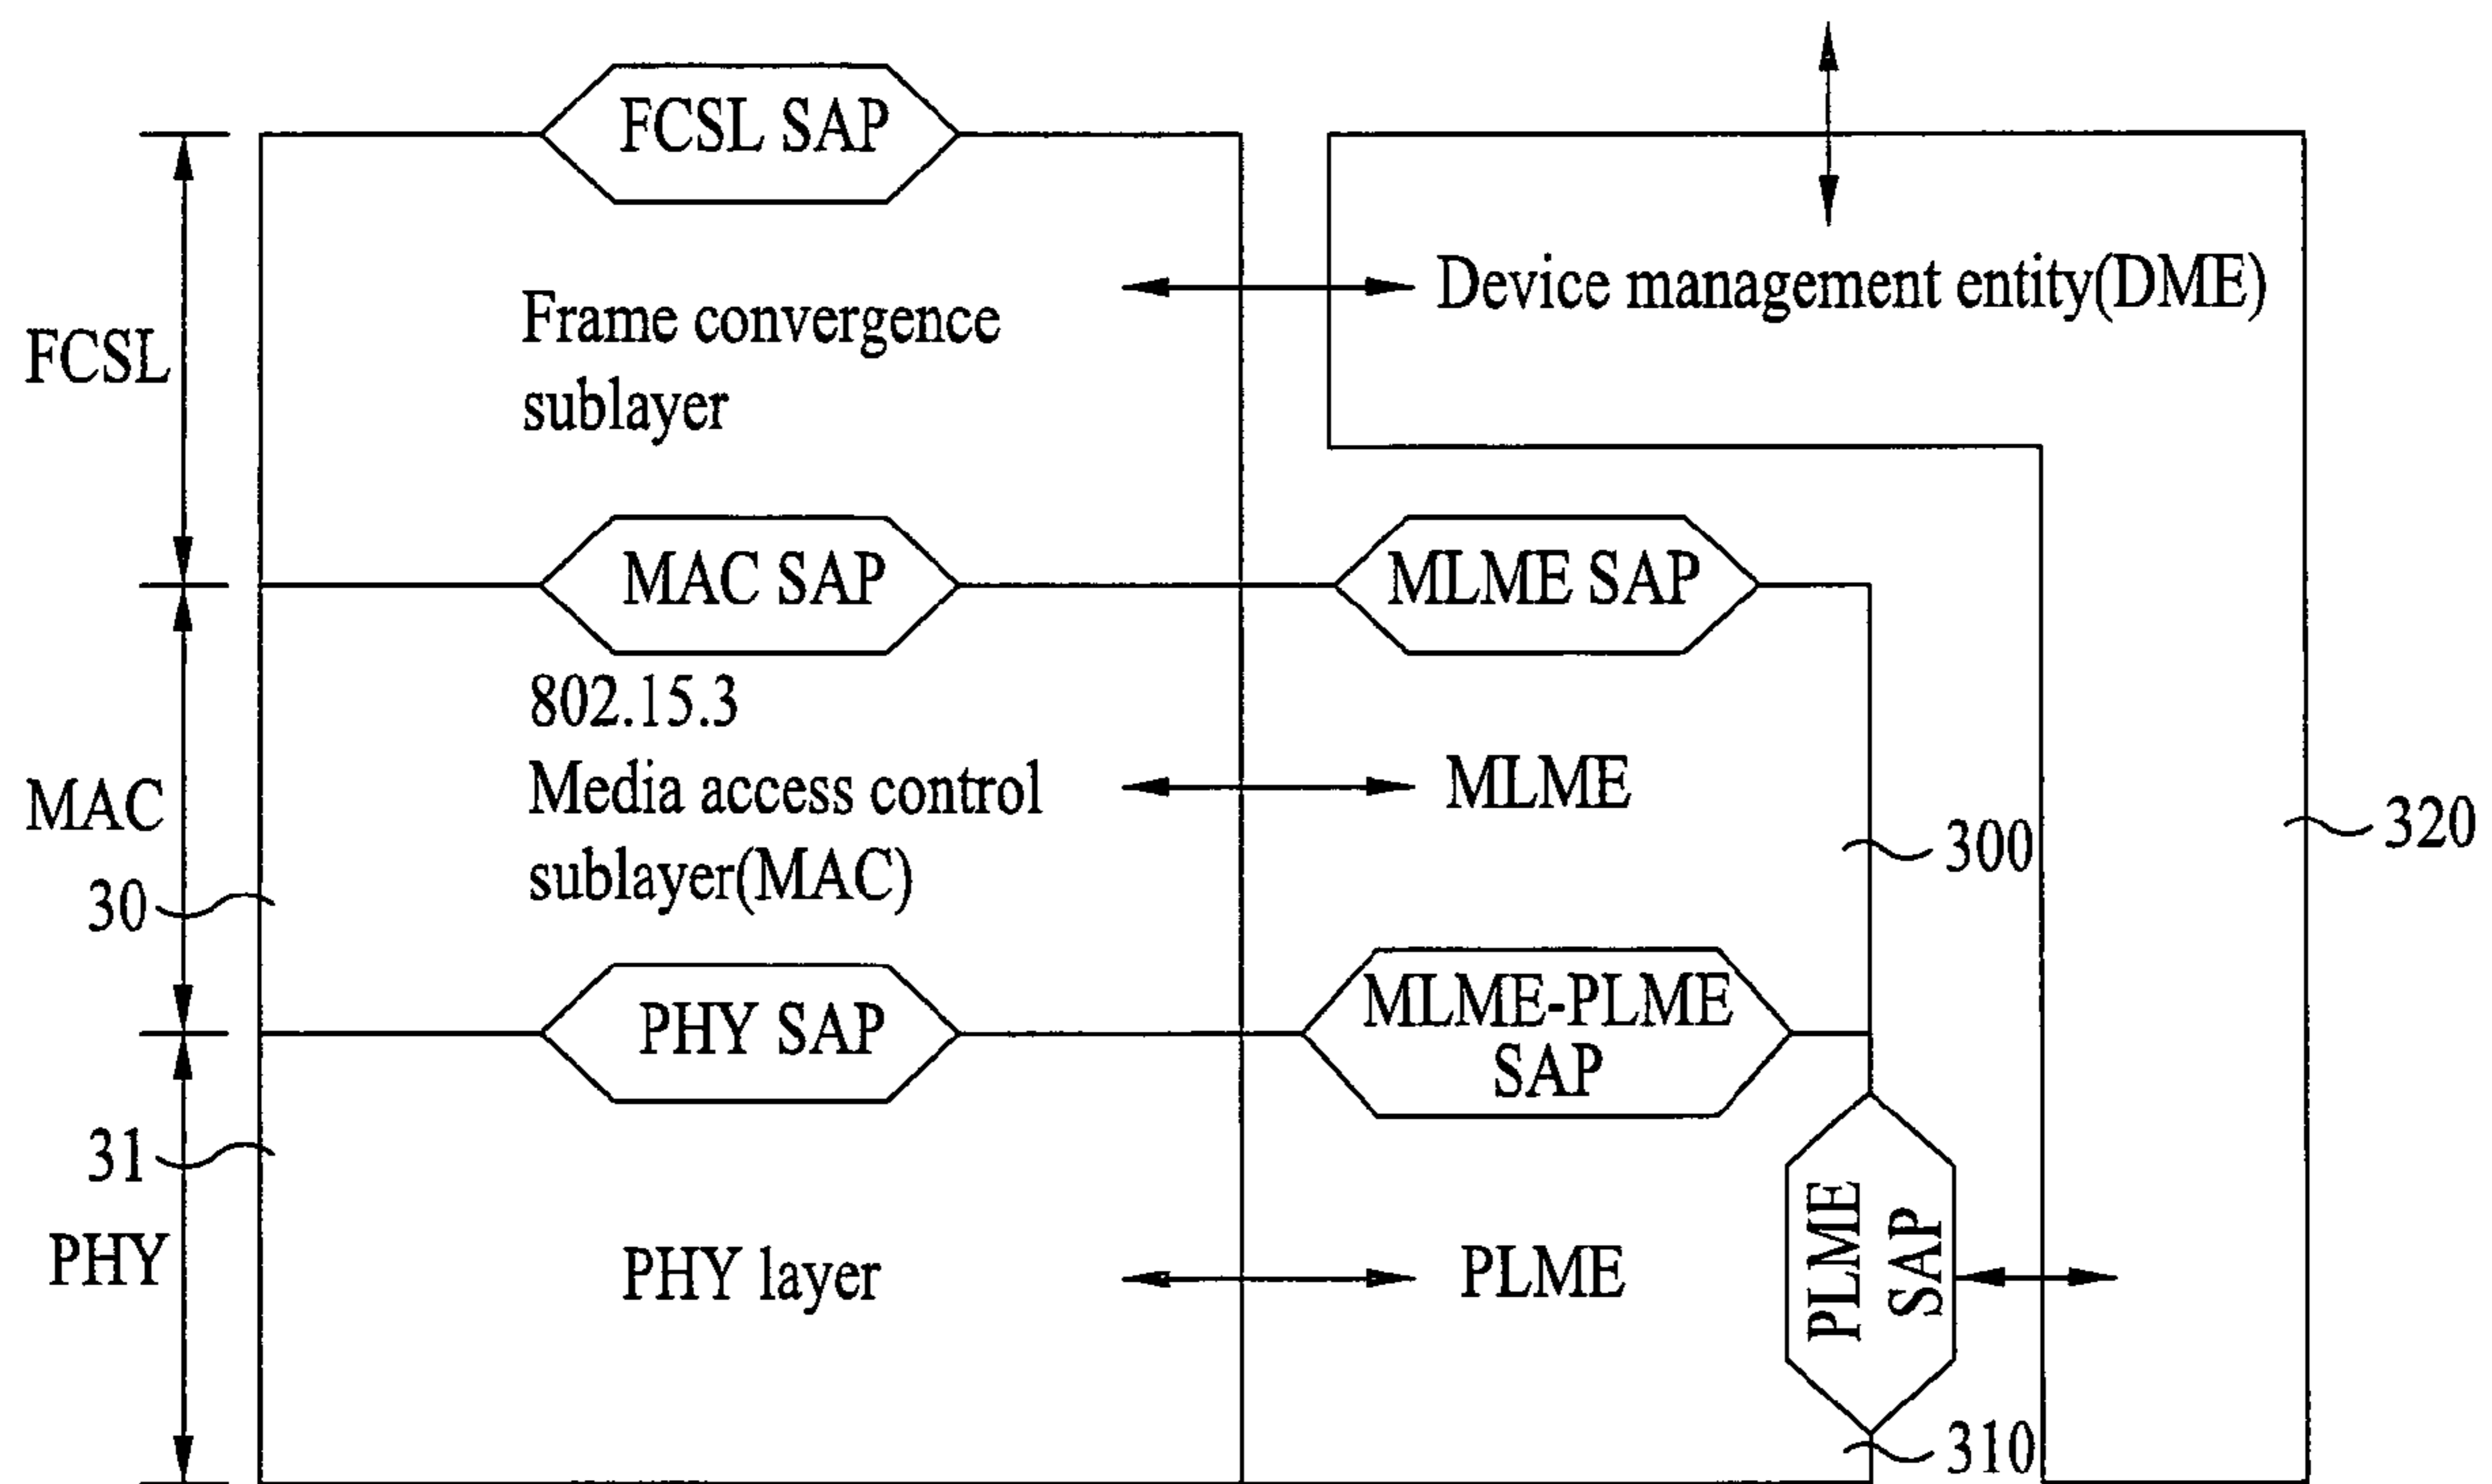 FCSL SAP
Device management entity(DME)
Frame convergence
sublayer
FCSL
MAC SAP
MLME SAP
802.15.3
Media access control
sublayer(MAC)
MLME
MAC
300
320
30
PHY SAP
MLME-PLME
SAP
31
PHY
PHY layer
PLME
PLME
SAP
310